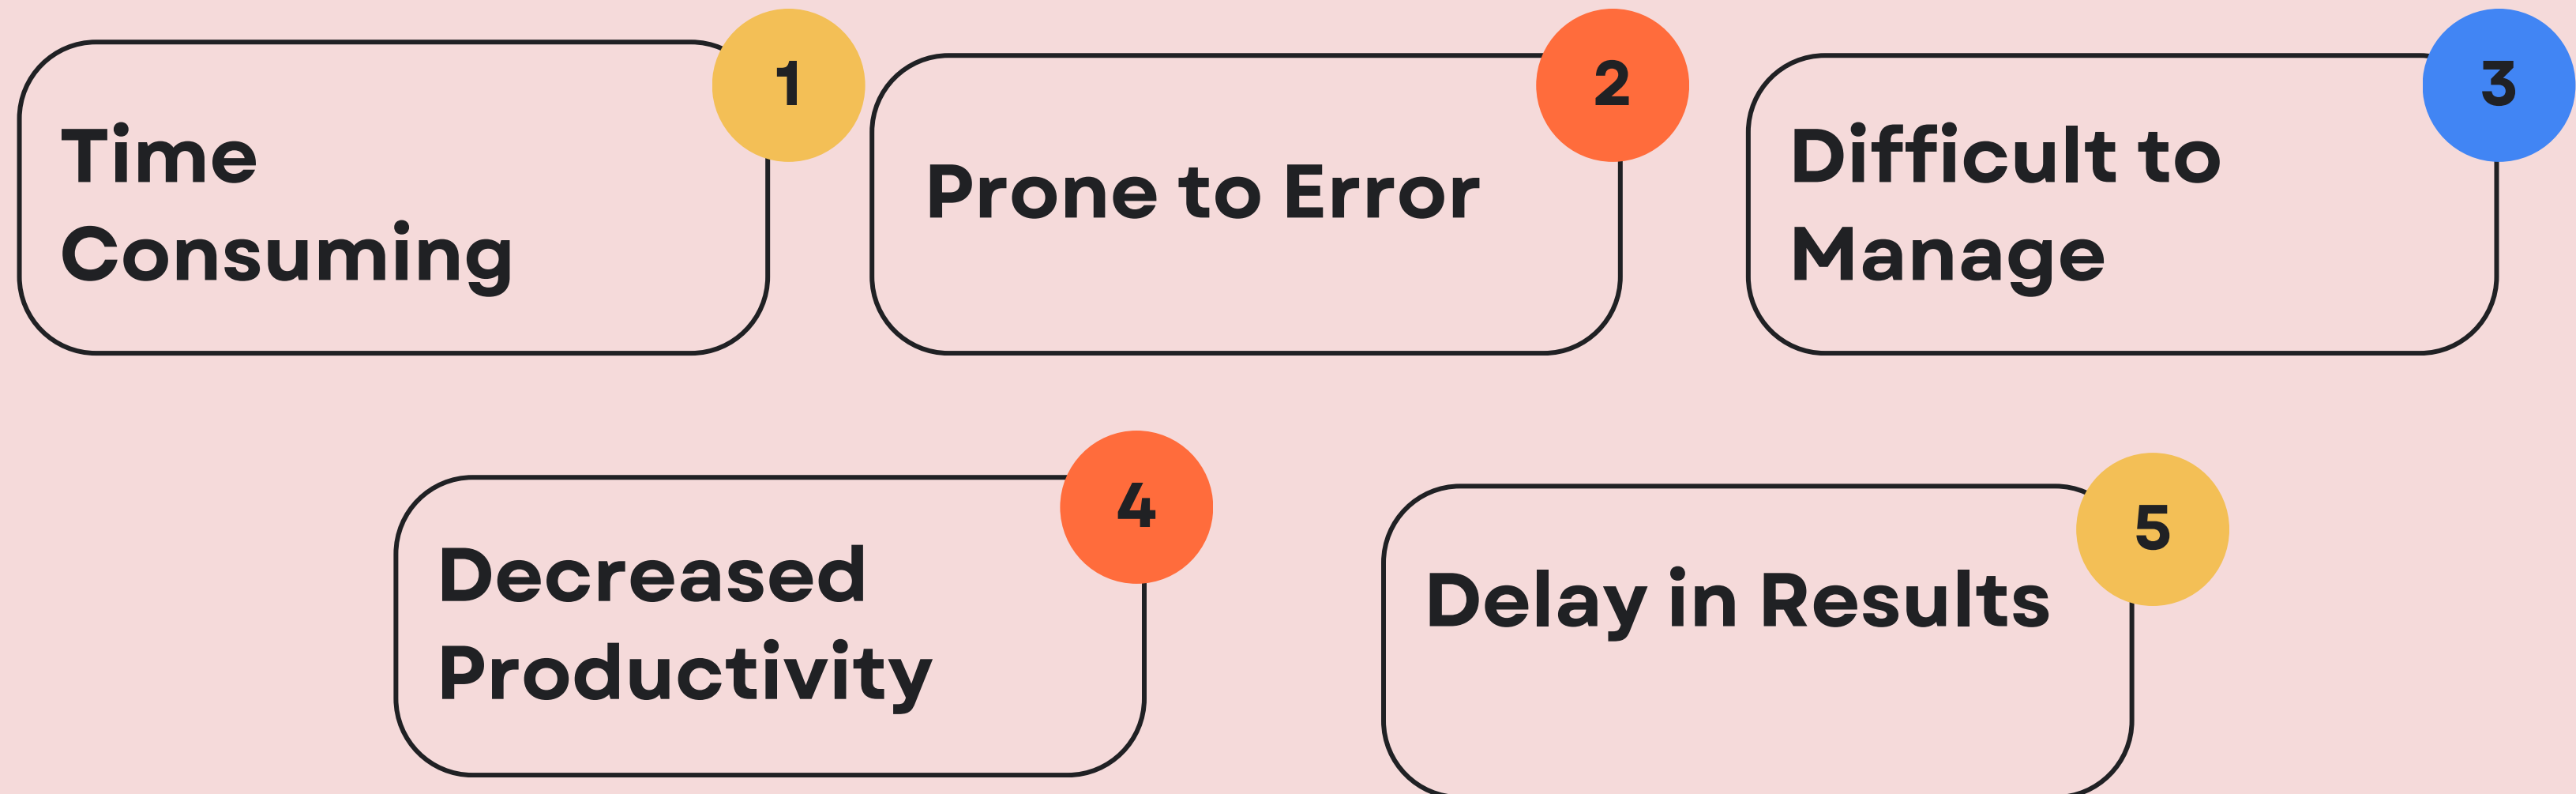 1
Time
Consuming
2
Prone to Error
3
Difficult to
Manage
4
Decreased
Productivity
5
Delay in Results